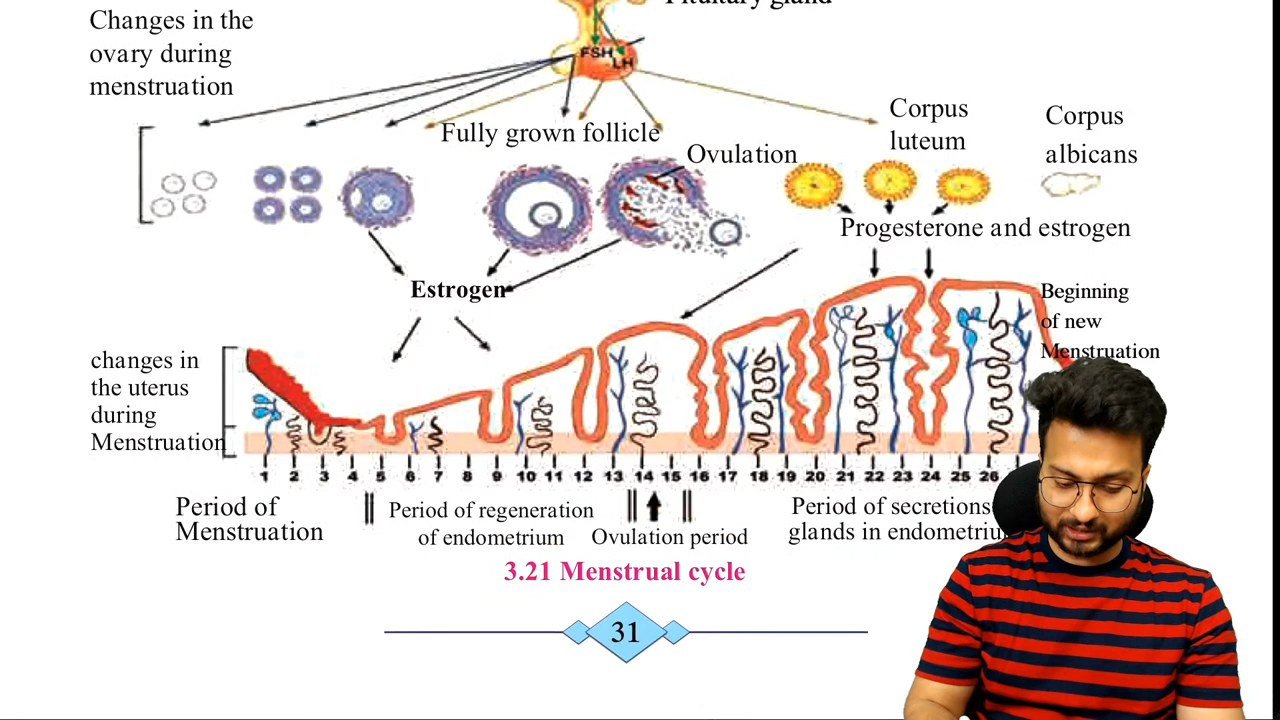 Pituitary gland
Changes in the
ovary during
menstruation
FSH
LH
Fully grown follicle
Ovulation
Corpus
luteum
Corpus
albicans
Progesterone and estrogen
Estrogen
Beginning
of new
Menstruation
changes in
the uterus
during
Menstruation
1 2 3 4 5 6 7 8 9 10 11 12 13 14 15 16 17 18 19 20 21 22 23 24 25 26
Period of
Menstruation
Period of regeneration
of endometrium
Ovulation period
Period of secretions
glands in
3.21 Menstrual cycle
31